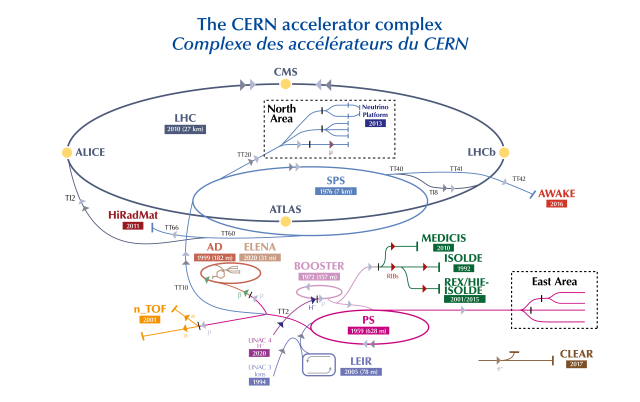 The CERN accelerator complex
Complexe des accélérateurs du CERN
CMS
LHC
2010 (27 km)
North
Area
Neutrino
Platform
2013
μ
ALICE
LHCb
TT20
TT40
TT41
TT42
TI8
SPS
1976 (7 km)
TI2
AWAKE
2016
HiRadMat
2011
TT66
ATLAS
TT60
AD
1999 (182 m)
ELENA
2020 (31 m)
MEDICIS
2010
BOOSTER
1972 (157 m)
ISOLDE
1992
RIBs
REX/HIE-
ISOLDE
2001/2015
East Area
TT10
p
p
H⁻
p
n_TOF
2001
n
n
p
TT2
PS
1959 (628 m)
LINAC 4
H⁻
2020
LINAC 3
Ions
1994
LEIR
2005 (78 m)
CLEAR
2017
e⁻